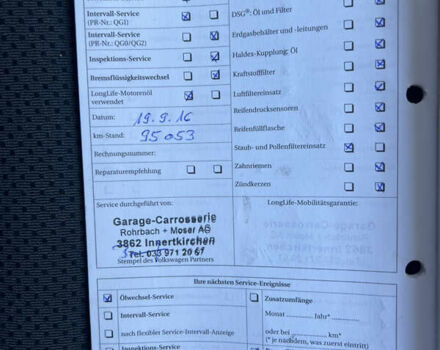 Intervall-Service
(PR-Nr.: QG1)
Intervall-Service
(PR-Nr.: QG0/QG2)
Inspektions-Service
Bremsflüssigkeitswechsel
LongLife-Motorenöl
verwendet
Datum: 19.9.16
km-Stand: 95053
Rechnungsnummer:
Reparaturempfehlung
DSG®: Öl und Filter
Erdgasbehälter und -leitungen
Haldex-Kupplung: Öl
Kraftstofffilter
Luftfiltereinsatz
Reifendrucksensoren
Reifenfüllflasche
Staub- und Pollenfiltereinsatz
Zahnriemen
Zündkerzen
Service durchgeführt von:
Garage-Carrosserie
Rohrbach + Moser AG
3862 Innertkirchen
Tel. 033 971 20 67
Stempel des Volkswagen Partners
LongLife-Mobilitätsgarantie:
Ihre nächsten Service-Ereignisse
Ölwechsel-Service
Intervall-Service
nach flexibler Service-Intervall-Anzeige
Inspektions-Service
Zusatzumfänge
Monat Jahr*
oder bei km*
(* je nachdem, was zuerst eintritt)